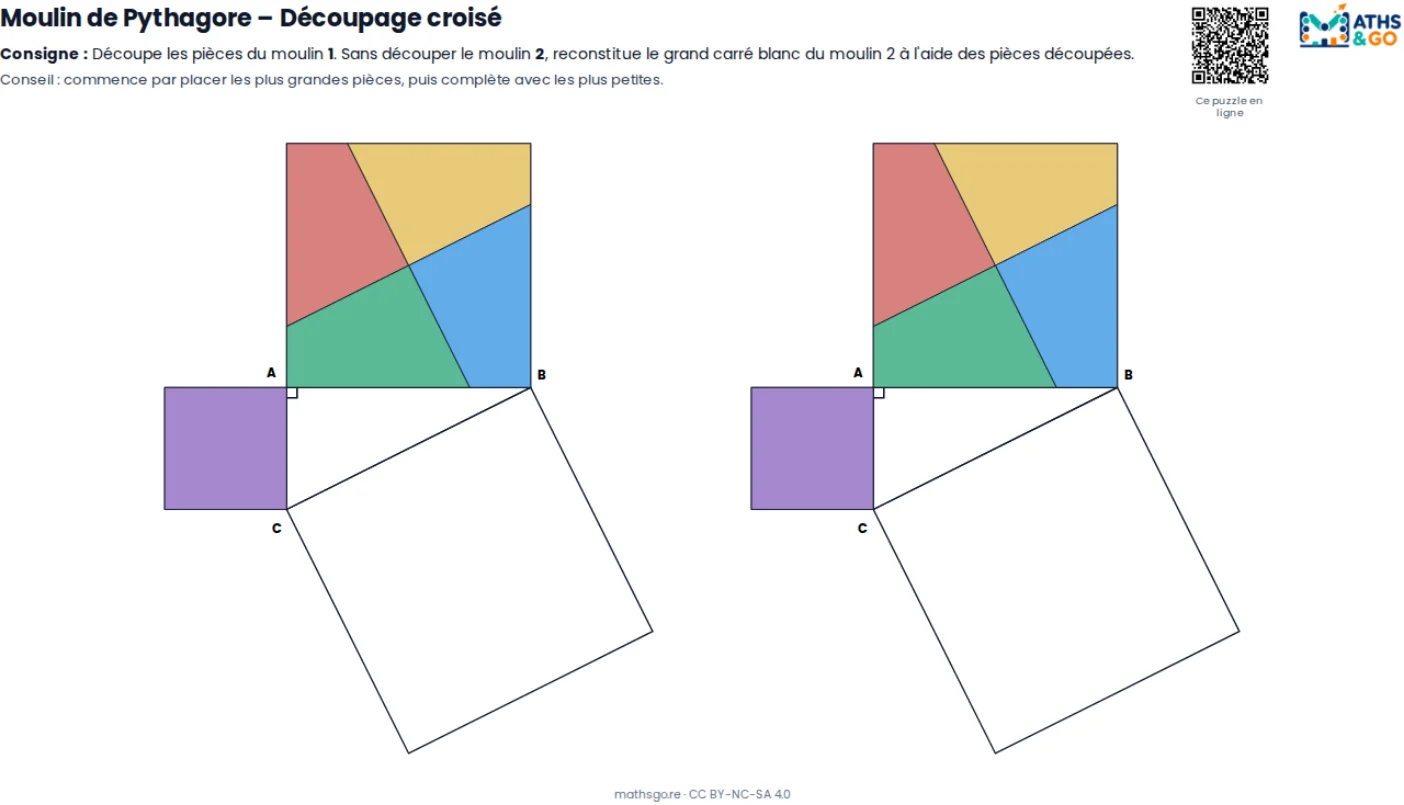 Moulin de Pythagore – Découpage croisé
Consigne : Découpe les pièces du moulin 1. Sans découper le moulin 2, reconstitue le grand carré blanc du moulin 2 à l'aide des pièces découpées.
Conseil : commence par placer les plus grandes pièces, puis complète avec les plus petites.
Ce puzzle en
ligne
MATHS
&GO
A
B
C
A
B
C
mathsgo.re · CC BY-NC-SA 4.0